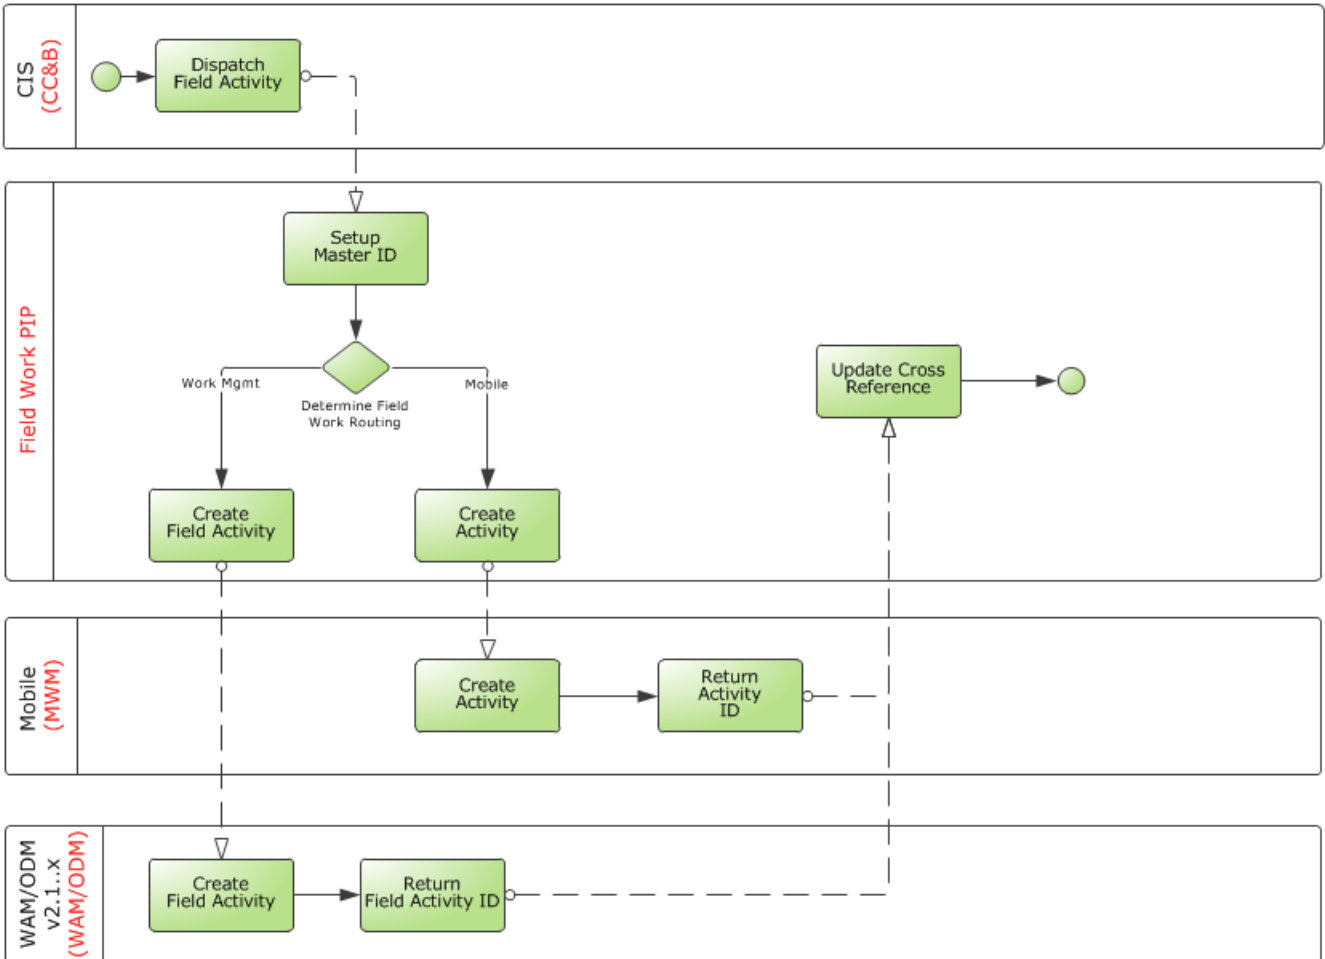 CIS
(CC&B)
Dispatch
Field Activity
Field Work PIP
Setup
Master ID
Work Mgmt
Mobile
Determine Field
Work Routing
Update Cross
Reference
Create
Field Activity
Create
Activity
Mobile
(MWM)
Create
Activity
Return
Activity
ID
WAM/ODM
v2.1..x
(WAM/ODM)
Create
Field Activity
Return
Field Activity ID